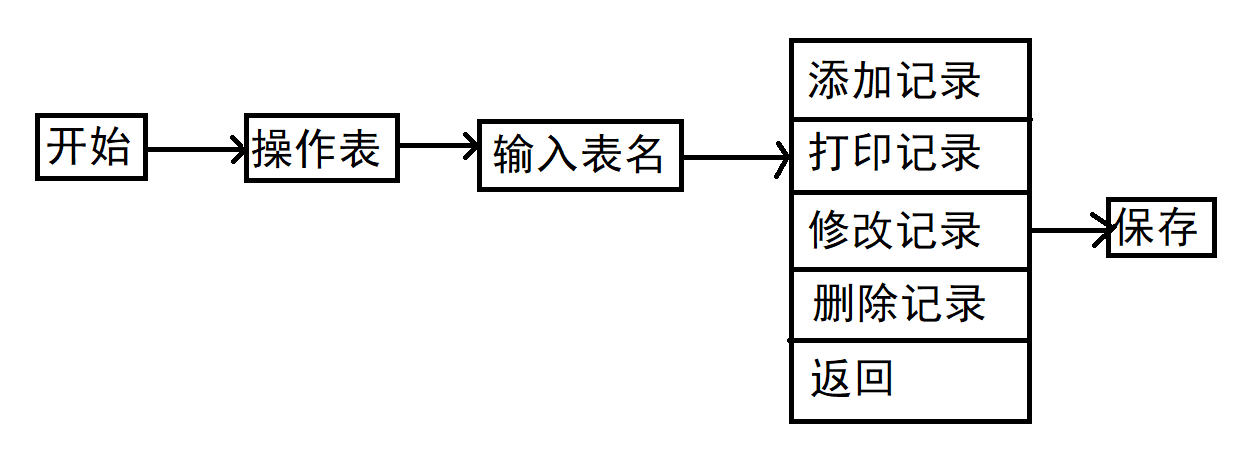 开始
操作表
输入表名
添加记录
打印记录
修改记录
删除记录
返回
保存